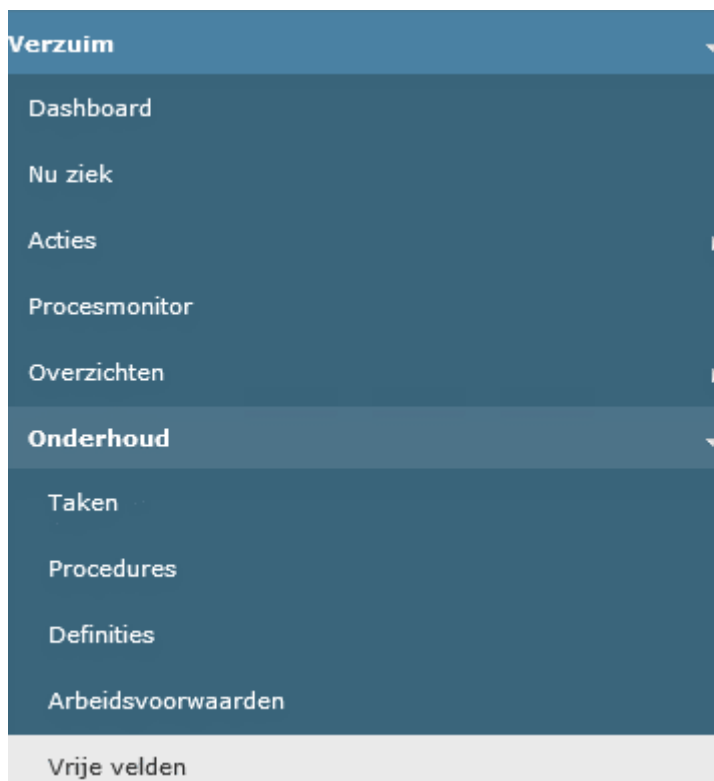 Verzuim
Dashboard
Nu ziek
Acties
Procesmonitor
Overzichten
Onderhoud
Taken
Procedures
Definities
Arbeidsvoorwaarden
Vrije velden